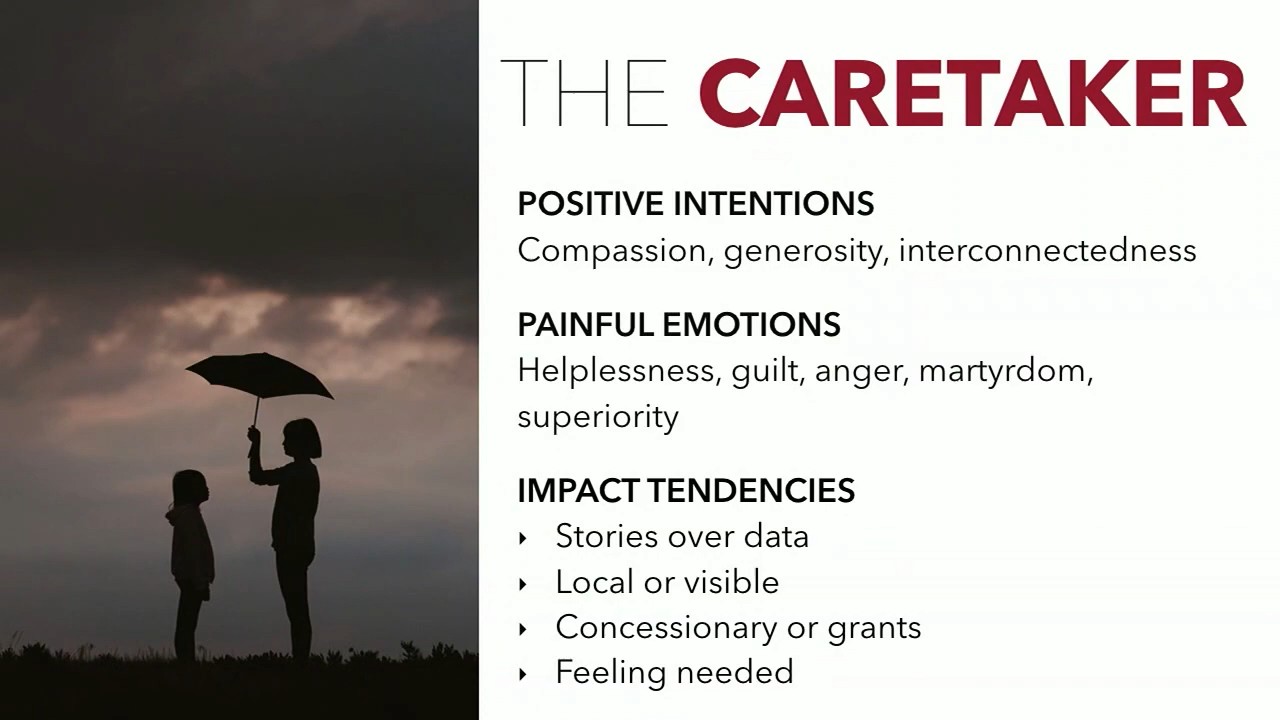 THE CARETAKER
POSITIVE INTENTIONS
Compassion, generosity, interconnectedness
PAINFUL EMOTIONS
Helplessness, guilt, anger, martyrdom,
superiority
IMPACT TENDENCIES
‣ Stories over data
‣ Local or visible
‣ Concessionary or grants
‣ Feeling needed